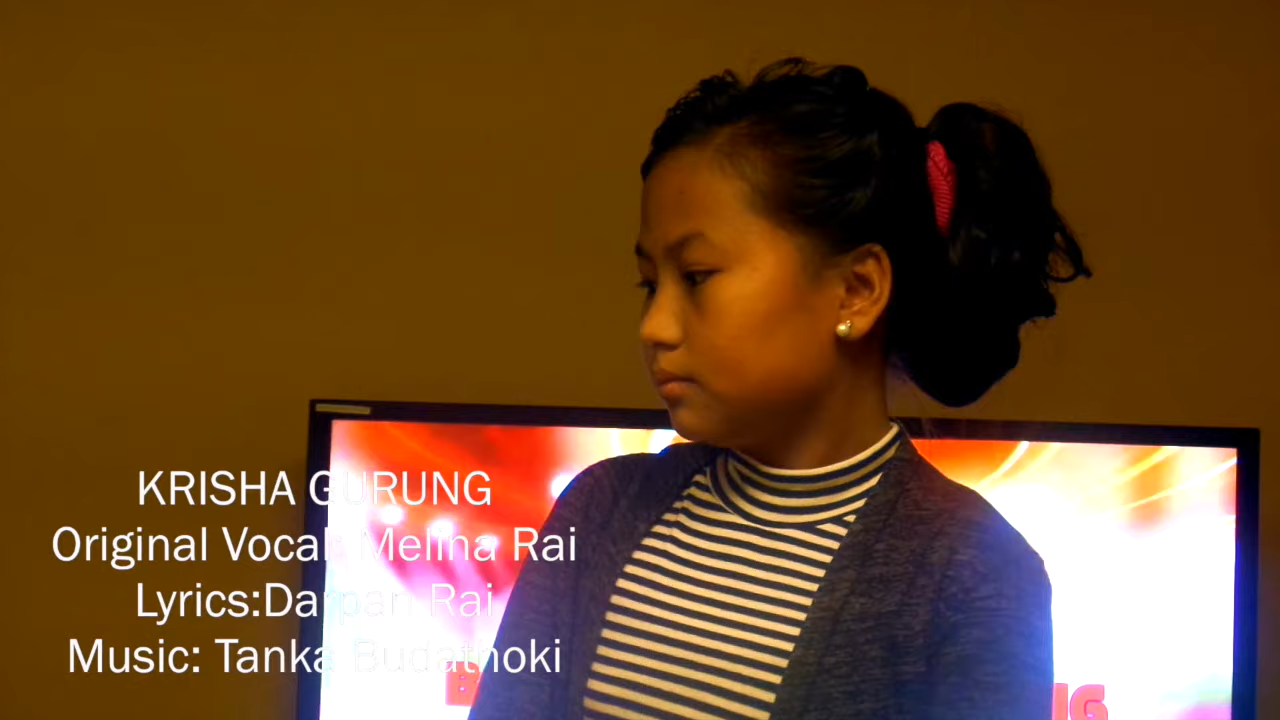 KRISHA GURUNG
Original Vocal: Melina Rai
Lyrics:Darpan Rai
Music: Tanka Budathoki